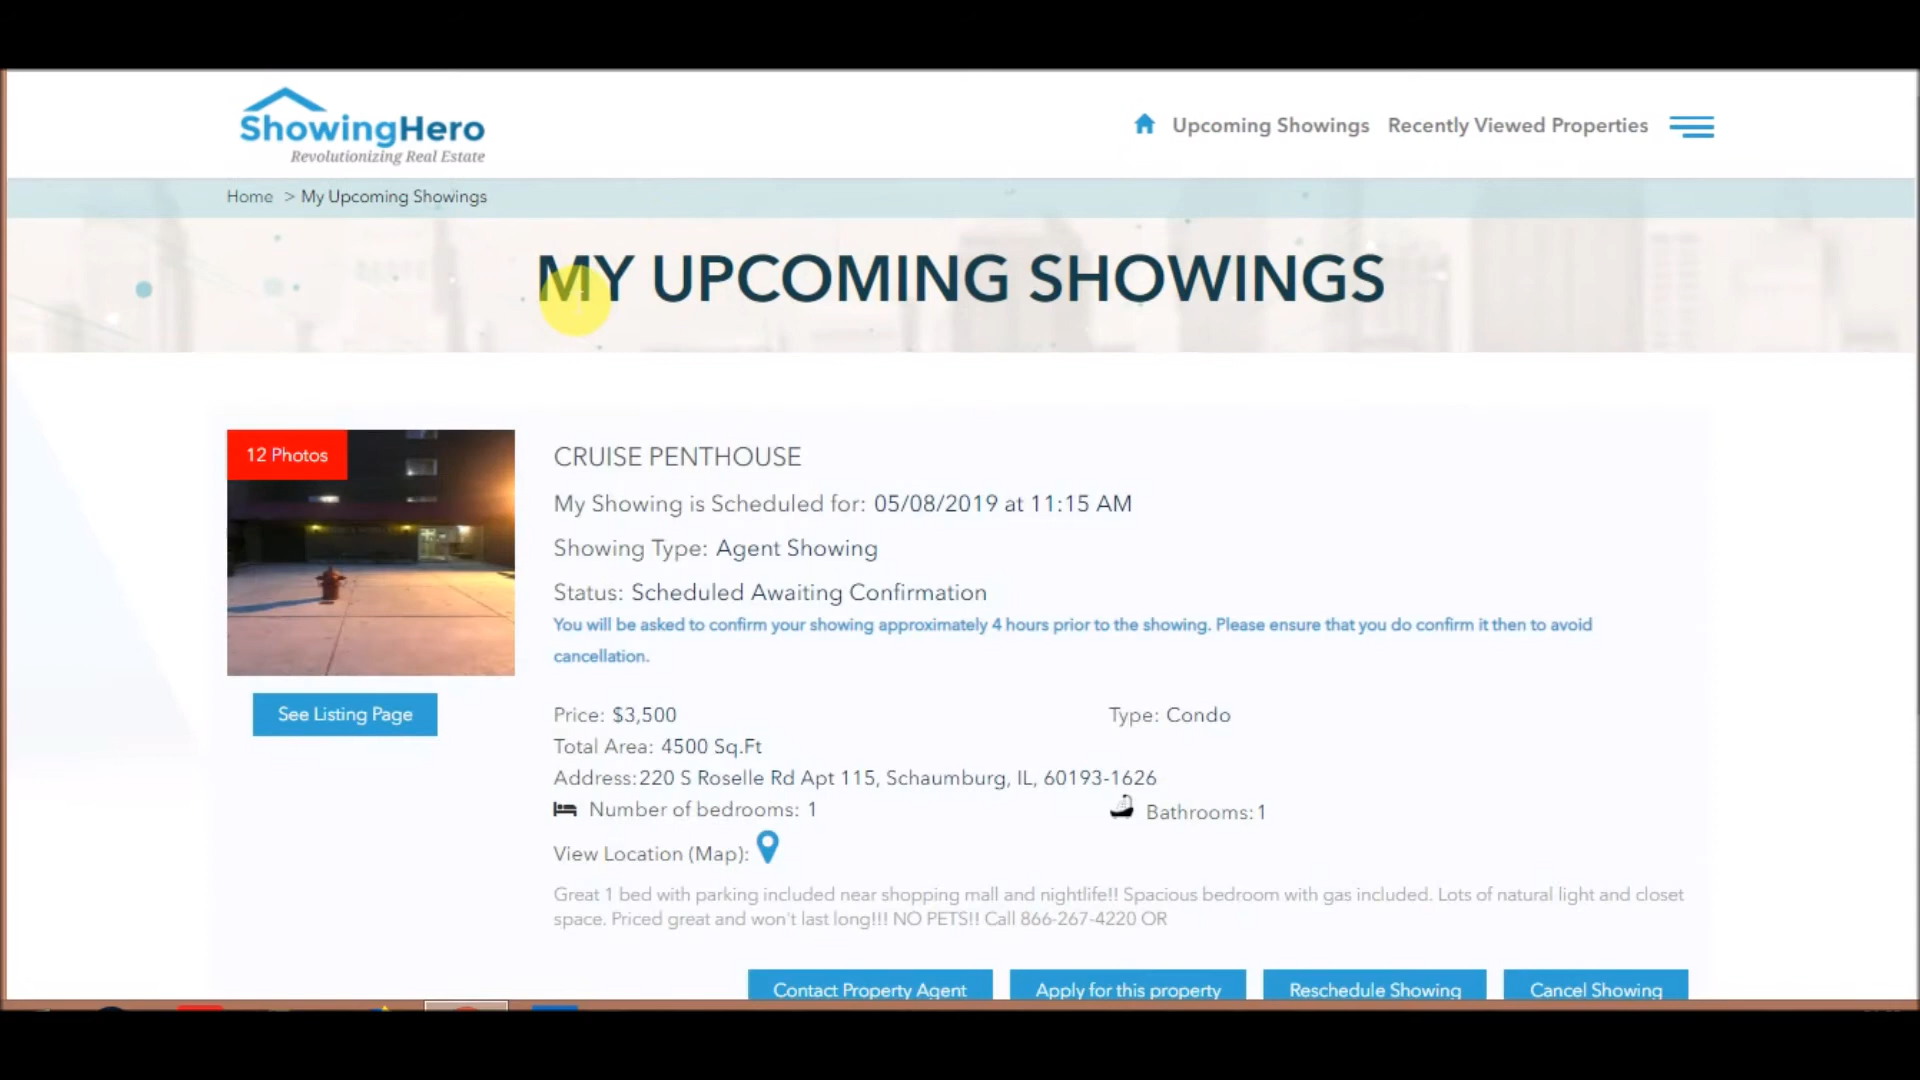 ShowingHero
Revolutionizing Real Estate
Upcoming Showings
Recently Viewed Properties
Home > My Upcoming Showings
MY UPCOMING SHOWINGS
12 Photos
See Listing Page
CRUISE PENTHOUSE
My Showing is Scheduled for: 05/08/2019 at 11:15 AM
Showing Type: Agent Showing
Status: Scheduled Awaiting Confirmation
You will be asked to confirm your showing approximately 4 hours prior to the showing. Please ensure that you do confirm it then to avoid
cancellation.
Price: $3,500
Type: Condo
Total Area: 4500 Sq.Ft
Address:220 S Roselle Rd Apt 115, Schaumburg, IL, 60193-1626
Number of bedrooms: 1
Bathrooms:1
View Location (Map):
Great 1 bed with parking included near shopping mall and nightlife!! Spacious bedroom with gas included. Lots of natural light and closet
space. Priced great and won't last long!!! NO PETS!! Call 866-267-4220 OR
Contact Property Agent
Apply for this property
Reschedule Showing
Cancel Showing